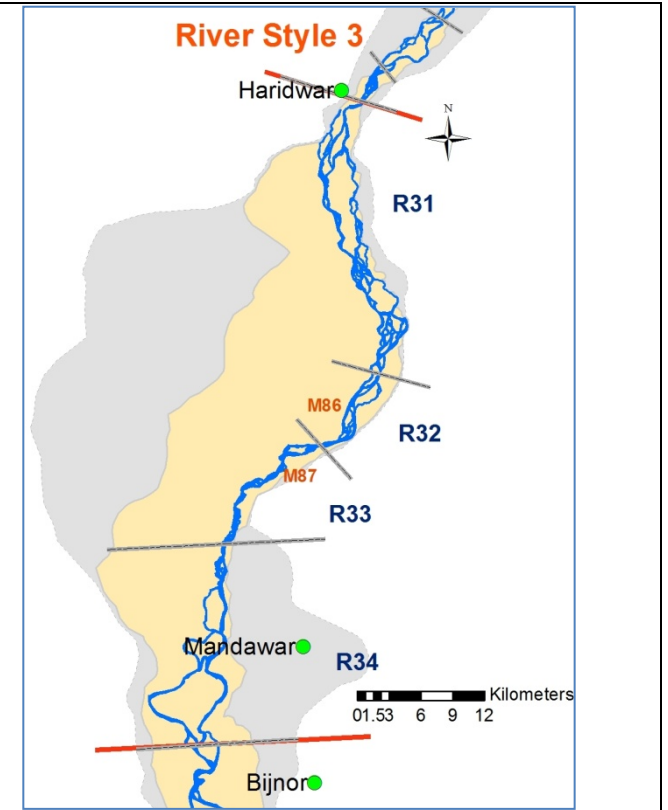 River Style 3
Haridwar
N
R31
M86
R32
M87
R33
Mandawar
R34
Kilometers
01.53 6 9 12
Bijnor